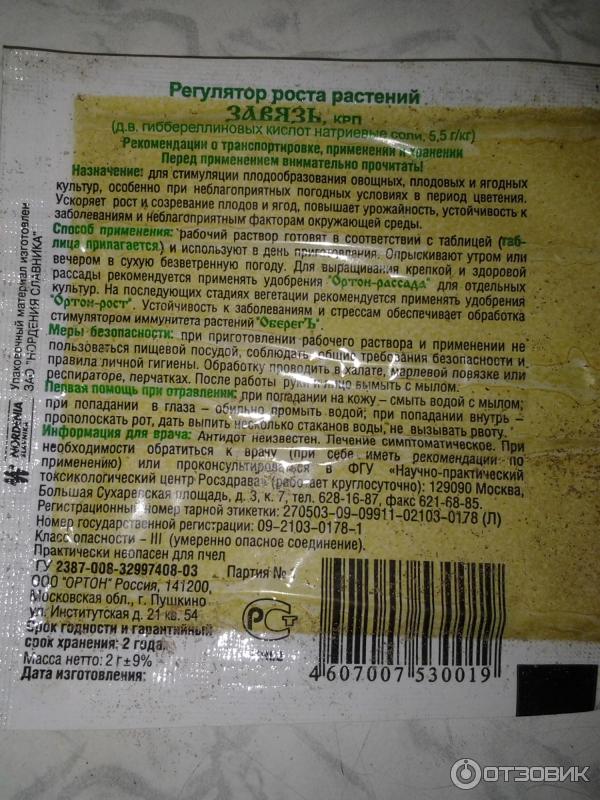 Регулятор роста растений
ЗАВЯЗЬ, КРП
(д.в. гиббереллиновых кислот натриевые соли, 5,5 г/кг)
Рекомендации о транспортировке, применении и хранении
Перед применением внимательно прочитать!
Назначение: для стимуляции плодообразования овощных, плодовых и ягодных
культур, особенно при неблагоприятных погодных условиях в период цветения.
Ускоряет рост и созревание плодов и ягод, повышает урожайность, устойчивость к
заболеваниям и неблагоприятным факторам окружающей среды.
Способ применения: рабочий раствор готовят в соответствии с таблицей (таб-
лица прилагается) и используют в день приготовления. Опрыскивают утром или
вечером в сухую безветренную погоду. Для выращивания крепкой и здоровой
рассады рекомендуется применять удобрения "Ортон-рассада" для отдельных
культур. На последующих стадиях вегетации рекомендуется применять удобрения
"Ортон-рост". Устойчивость к заболеваниям и стрессам обеспечивает обработка
стимулятором иммунитета растений "ОберегЪ".
Меры безопасности: при приготовлении рабочего раствора и применении не
пользоваться пищевой посудой, соблюдать общие требования безопасности и
правила личной гигиены. Обработку проводить в халате, марлевой повязке или
респираторе, перчатках. После работы руки и лицо вымыть с мылом.
Первая помощь при отравлении: при попадании на кожу – смыть водой с мылом;
при попадании в глаза – обильно промыть водой; при попадании внутрь –
прополоскать рот, дать выпить несколько стаканов воды, не вызывать рвоту.
Информация для врача: Антидот неизвестен. Лечение симптоматическое. При
необходимости обратиться к врачу (при себе иметь рекомендации по
применению) или проконсультироваться в ФГУ «Научно-практический
токсикологический центр Росздрава» (работает круглосуточно): 129090 Москва,
Большая Сухаревская площадь, д. 3, к. 7, тел. 628-16-87, факс 621-68-85.
Регистрационный номер тарной этикетки: 270503-09-09911-02103-0178 (Л)
Номер государственной регистрации: 09-2103-0178-1
Класс опасности – III (умеренно опасное соединение).
Практически неопасен для пчел
ТУ 2387-008-32997408-03
Партия №
ООО "ОРТОН" Россия, 141200,
Московская обл., г. Пушкино
ул. Институтская д. 21 кв. 54
Срок годности и гарантийный
срок хранения: 2 года.
Масса нетто: 2 г±9%
Дата изготовления:
РСТ
4 607007 530019
NORDENIA
SLAVNIKA
Упаковочный материал изготовлен
ЗАО "НОРДЕНИЯ СЛАВНИКА"
ОТЗОВИК